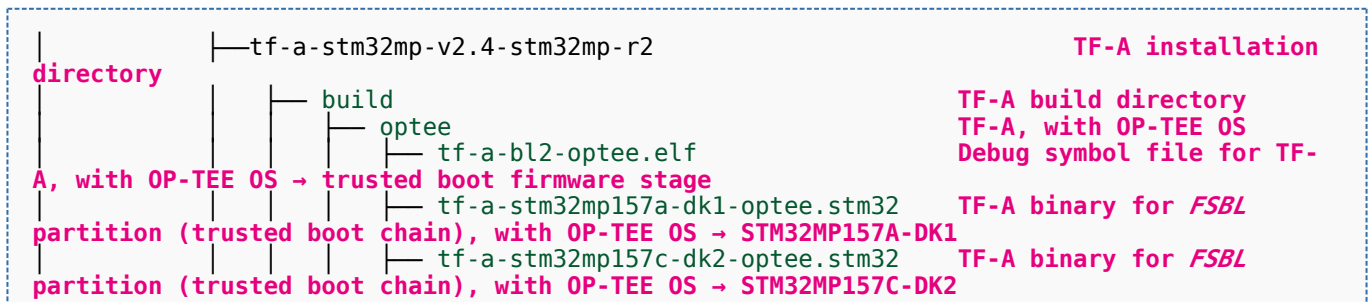 │ ├──tf-a-stm32mp-v2.4-stm32mp-r2 TF-A installation
directory
│ │ ├── build TF-A build directory
│ │ │ ├── optee TF-A, with OP-TEE OS
│ │ │ │ ├── tf-a-bl2-optee.elf Debug symbol file for TF-
A, with OP-TEE OS → trusted boot firmware stage
│ │ │ │ ├── tf-a-stm32mp157a-dk1-optee.stm32 TF-A binary for FSBL
partition (trusted boot chain), with OP-TEE OS → STM32MP157A-DK1
│ │ │ │ ├── tf-a-stm32mp157c-dk2-optee.stm32 TF-A binary for FSBL
partition (trusted boot chain), with OP-TEE OS → STM32MP157C-DK2